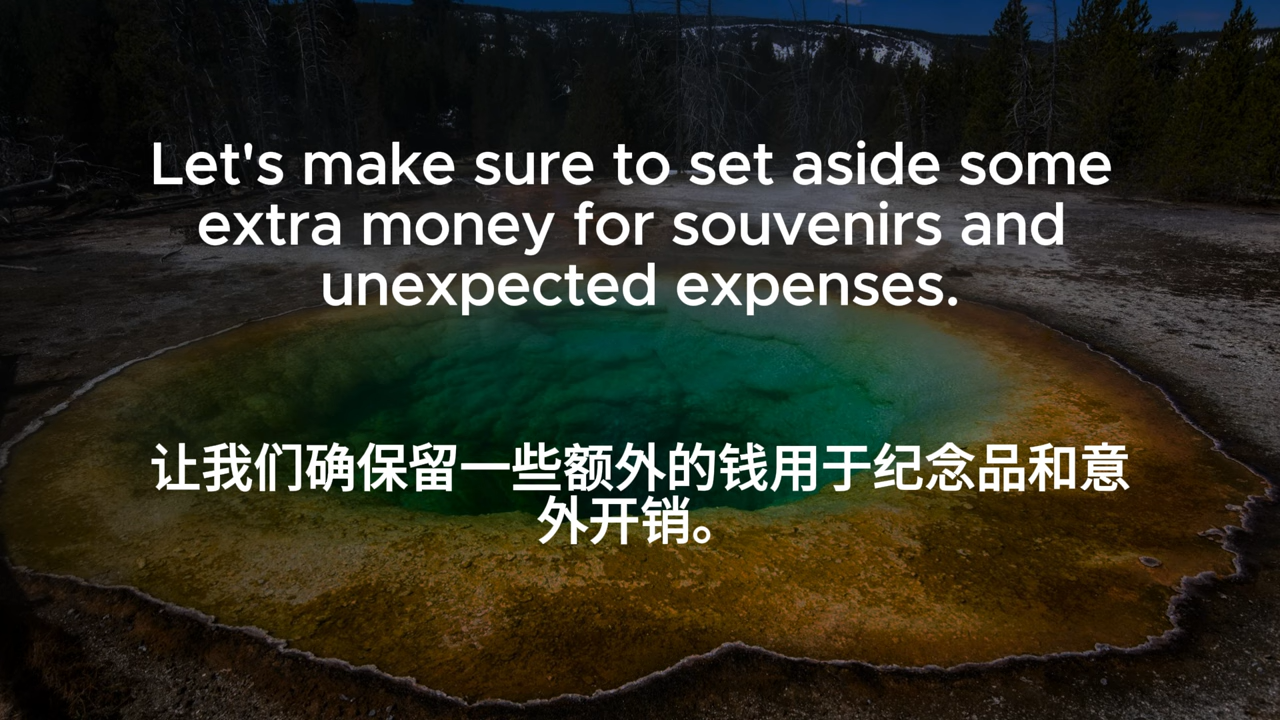 Let's make sure to set aside some
extra money for souvenirs and
unexpected expenses.
让我们确保留一些额外的钱用于纪念品和意
外开销。